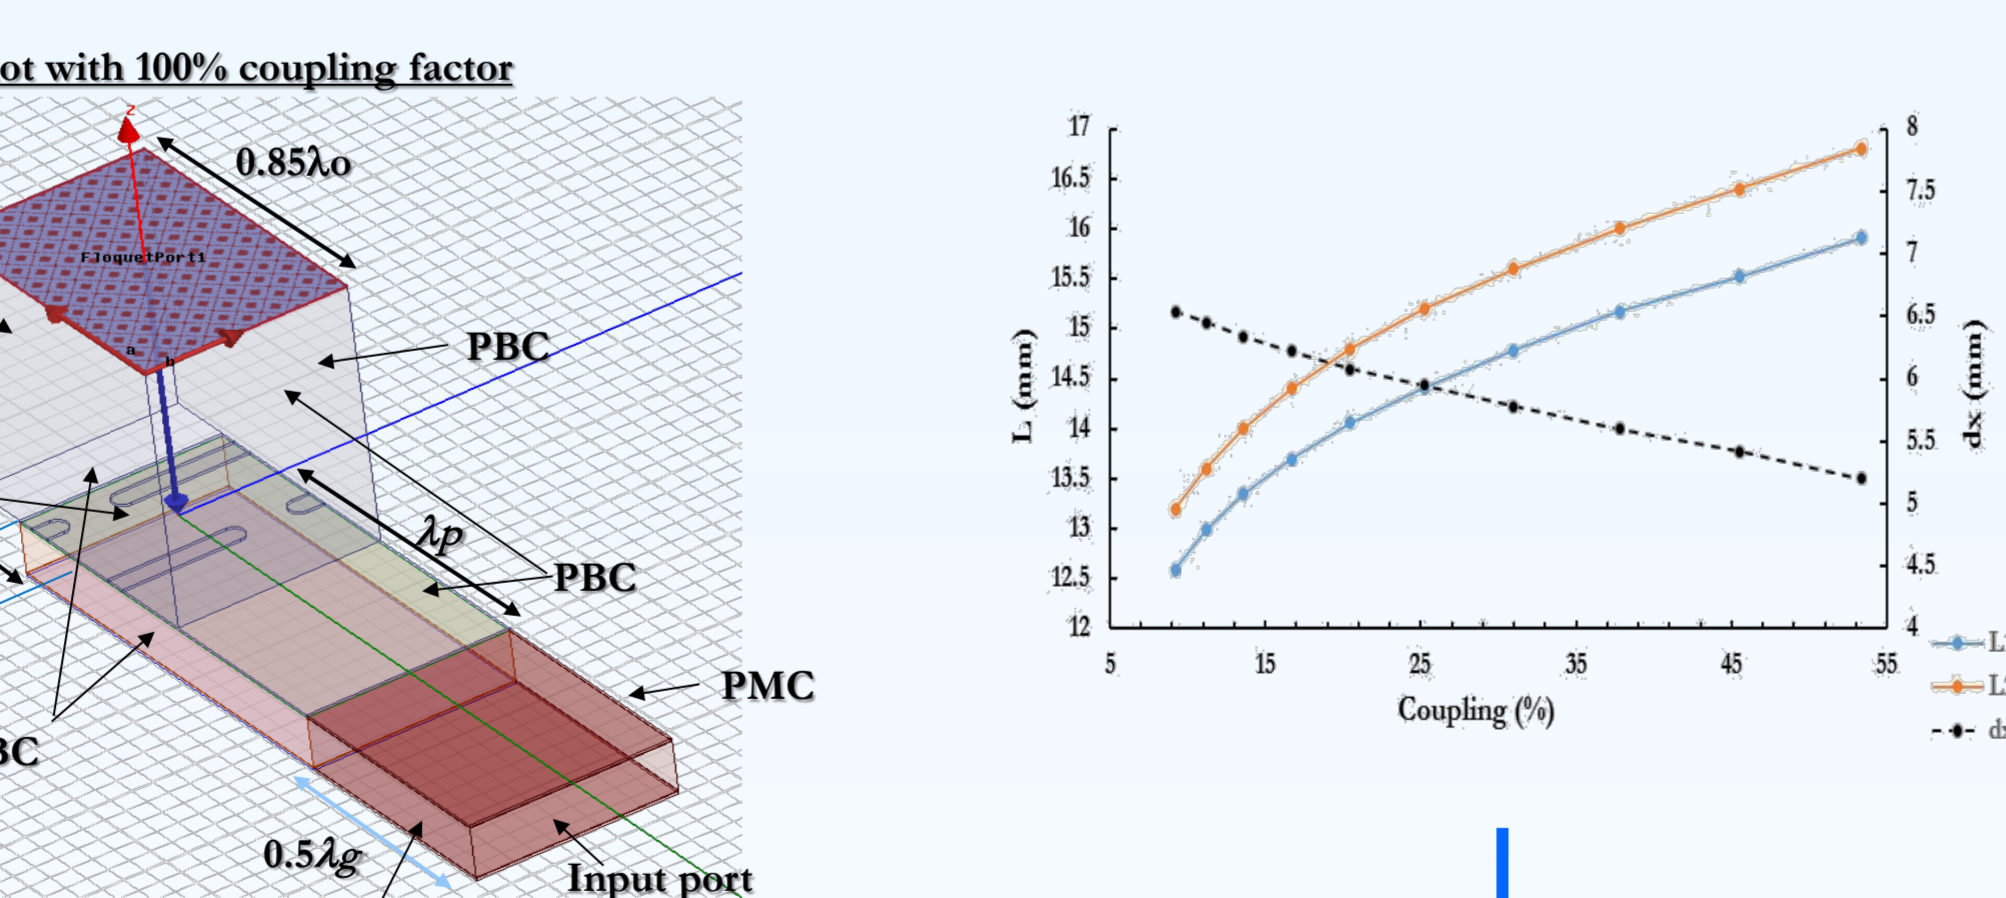 ot with 100% coupling factor
z
0.85λo
FloquetPort1
a
PBC
λp
PBC
PMC
BC
0.5λg
Input port
17
16.5
16
15.5
15
14.5
14
13.5
13
12.5
12
L (mm)
8
7.5
7
6.5
6
5.5
5
4.5
4
dx (mm)
5 15 25 35 45 55
Coupling (%)
L
L
dx